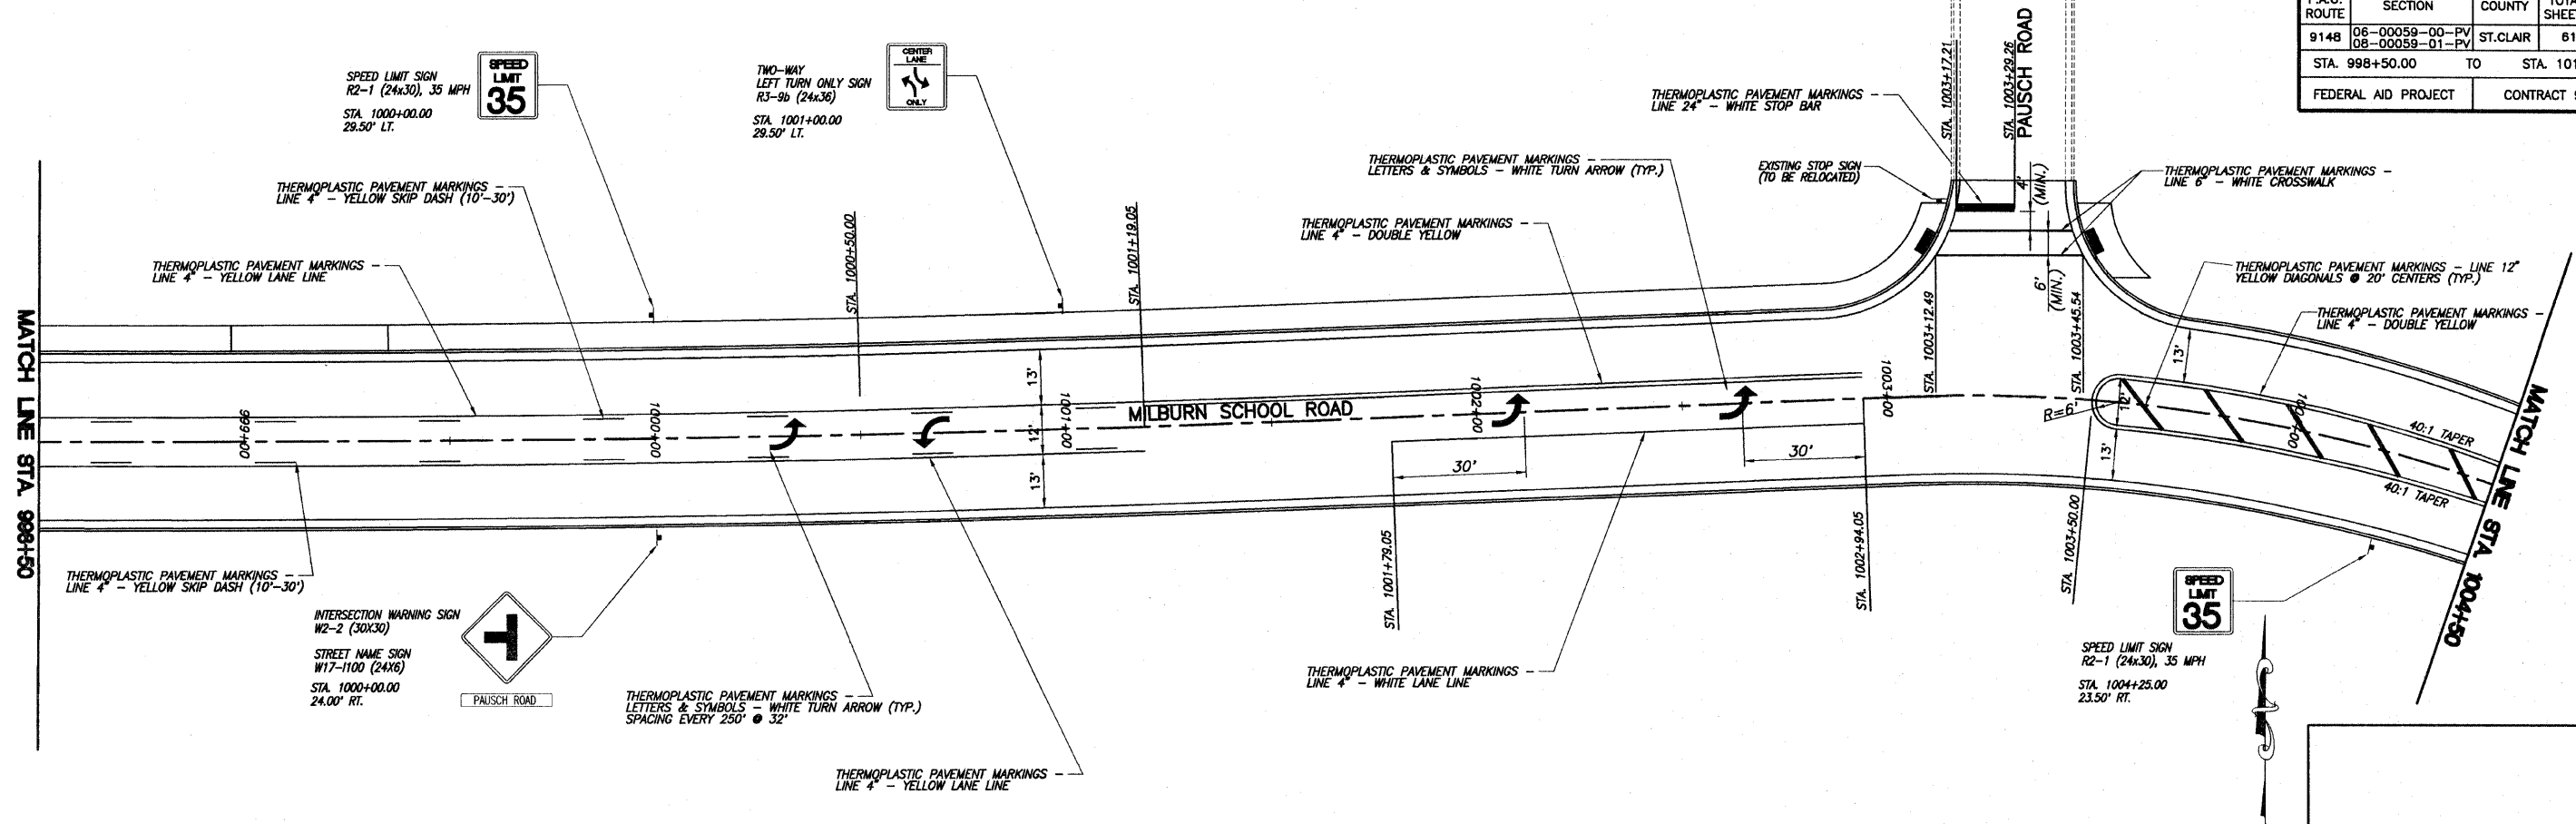 ROUTE
SECTION
COUNTY
9148
06-00059-00-PV
08-00059-01-PV
ST.CLAIR
61
STA. 998+50.00 TO STA.
FEDERAL AID PROJECT
CONTRACT
SPEED LIMIT SIGN
R2-1 (24x30), 35 MPH
STA. 1000+00.00
29.50' LT.
SPEED
LIMIT
35
TWO-WAY
LEFT TURN ONLY SIGN
R3-9b (24x36)
STA. 1001+00.00
29.50' LT.
CENTER
LANE
ONLY
THERMOPLASTIC PAVEMENT MARKINGS -
LINE 4" - YELLOW SKIP DASH (10'-30')
THERMOPLASTIC PAVEMENT MARKINGS -
LINE 4" - YELLOW LANE LINE
STA. 1000+50.00
STA. 1001+19.05
THERMOPLASTIC PAVEMENT MARKINGS -
LINE 24" - WHITE STOP BAR
THERMOPLASTIC PAVEMENT MARKINGS -
LETTERS & SYMBOLS - WHITE TURN ARROW (TYP.)
THERMOPLASTIC PAVEMENT MARKINGS -
LINE 4" - DOUBLE YELLOW
EXISTING STOP SIGN
(TO BE RELOCATED)
STA. 1003+17.21
STA. 1003+29.26
PAUSCH ROAD
4'
(MIN.)
THERMOPLASTIC PAVEMENT MARKINGS -
LINE 6" - WHITE CROSSWALK
6'
(MIN.)
THERMOPLASTIC PAVEMENT MARKINGS - LINE 12"
YELLOW DIAGONALS @ 20' CENTERS (TYP.)
THERMOPLASTIC PAVEMENT MARKINGS -
LINE 4" - DOUBLE YELLOW
STA. 1003+12.49
STA. 1003+45.54
MATCH LINE STA. 998+50
999+00
1000+00
13'
12'
13'
1001+00
MILBURN SCHOOL ROAD
1002+00
1003+00
30'
30'
R=6'
12'
13'
13'
1004+00
40:1 TAPER
40:1 TAPER
MATCH LINE STA. 1004+50
STA. 1001+79.05
STA. 1002+94.05
STA. 1003+50.00
THERMOPLASTIC PAVEMENT MARKINGS -
LINE 4" - YELLOW SKIP DASH (10'-30')
INTERSECTION WARNING SIGN
W2-2 (30X30)
STREET NAME SIGN
W17-I100 (24X6)
STA. 1000+00.00
24.00' RT.
PAUSCH ROAD
THERMOPLASTIC PAVEMENT MARKINGS -
LETTERS & SYMBOLS - WHITE TURN ARROW (TYP.)
SPACING EVERY 250' @ 32'
THERMOPLASTIC PAVEMENT MARKINGS -
LINE 4" - YELLOW LANE LINE
THERMOPLASTIC PAVEMENT MARKINGS -
LINE 4" - WHITE LANE LINE
SPEED
LIMIT
35
SPEED LIMIT SIGN
R2-1 (24x30), 35 MPH
STA. 1004+25.00
23.50' RT.